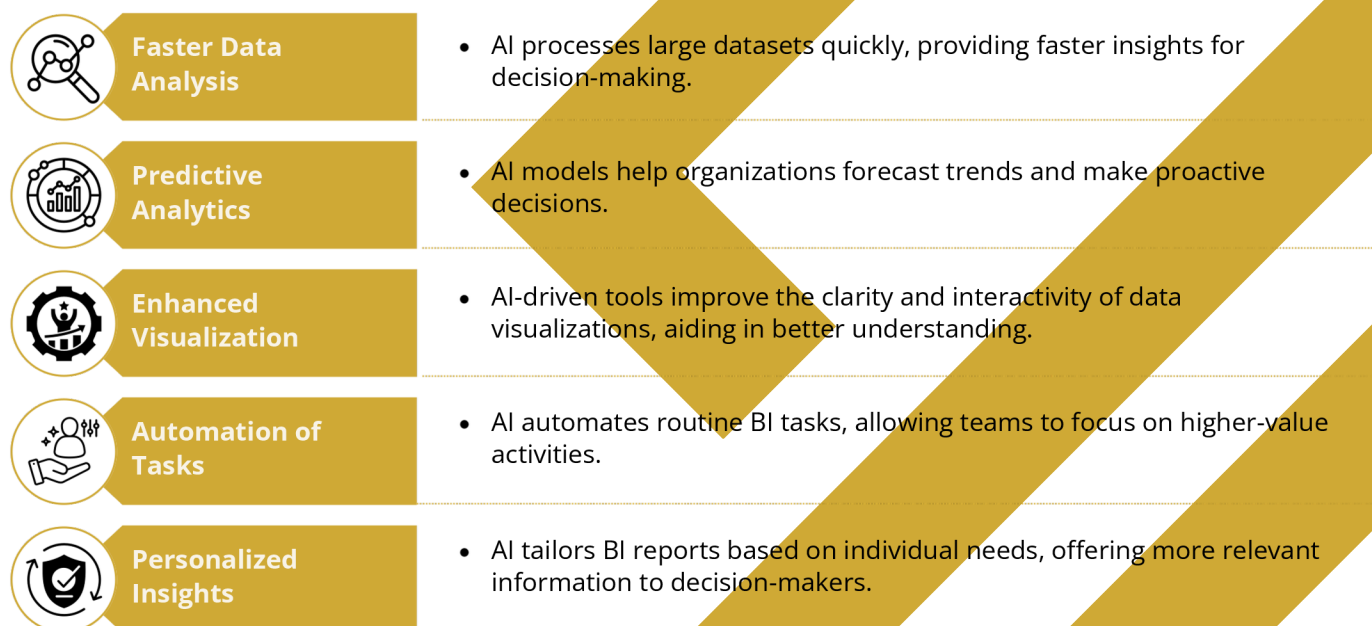 Faster Data
Analysis
• AI processes large datasets quickly, providing faster insights for
decision-making.
Predictive
Analytics
• AI models help organizations forecast trends and make proactive
decisions.
Enhanced
Visualization
• AI-driven tools improve the clarity and interactivity of data
visualizations, aiding in better understanding.
Automation of
Tasks
• AI automates routine BI tasks, allowing teams to focus on higher-value
activities.
Personalized
Insights
• AI tailors BI reports based on individual needs, offering more relevant
information to decision-makers.